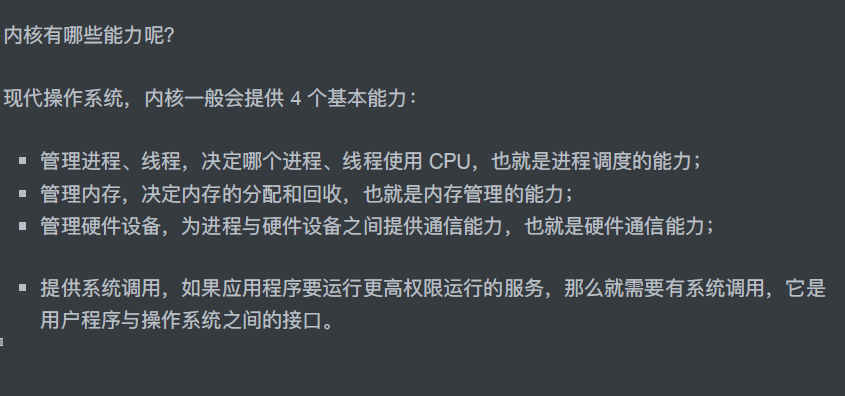 内核有哪些能力呢？
现代操作系统，内核一般会提供 4 个基本能力：
管理进程、线程，决定哪个进程、线程使用 CPU，也就是进程调度的能力；
管理内存，决定内存的分配和回收，也就是内存管理的能力；
管理硬件设备，为进程与硬件设备之间提供通信能力，也就是硬件通信能力；
提供系统调用，如果应用程序要运行更高权限运行的服务，那么就需要有系统调用，它是
用户程序与操作系统之间的接口。